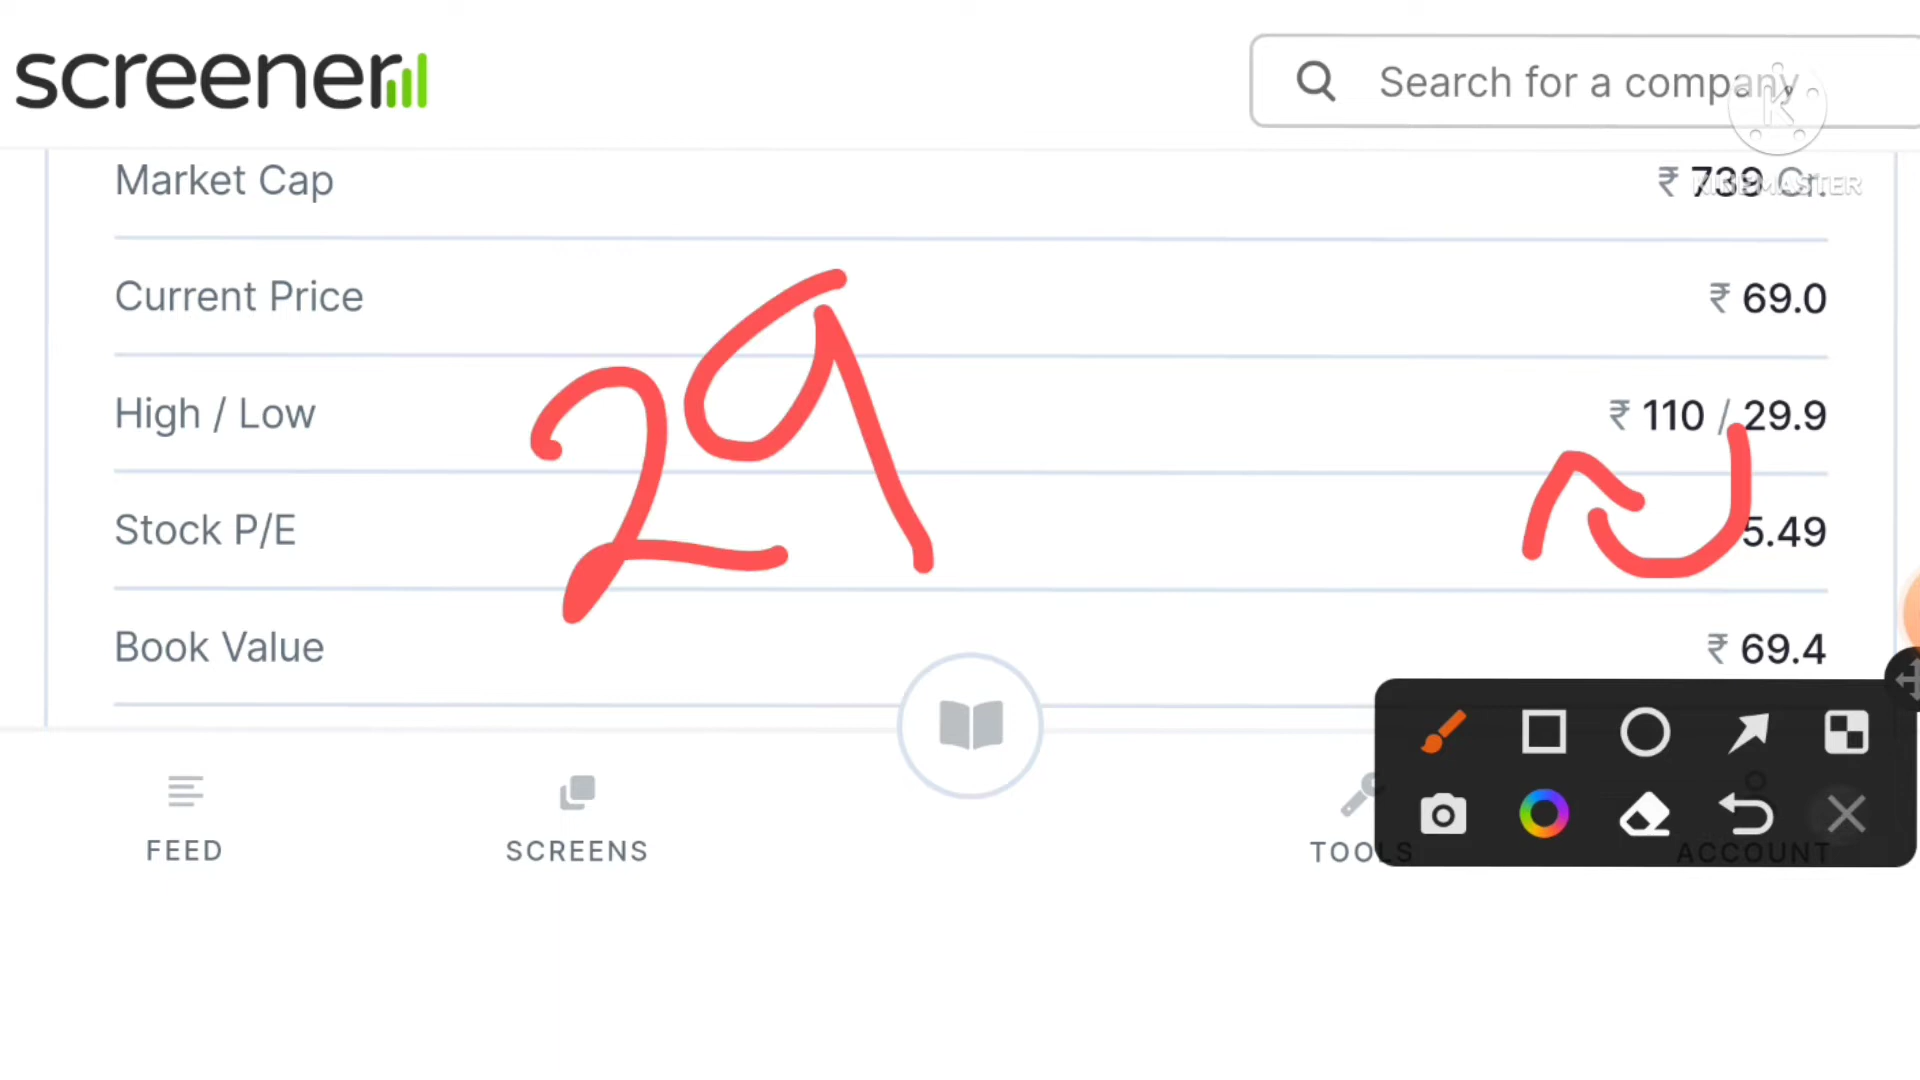 screener
Search for a company
KINEMASTER
Market Cap ₹ 739 Cr.
Current Price ₹ 69.0
High / Low ₹ 110 / 29.9
29
Stock P/E 5.49
Book Value ₹ 69.4
FEED SCREENS TOOLS ACCOUNT